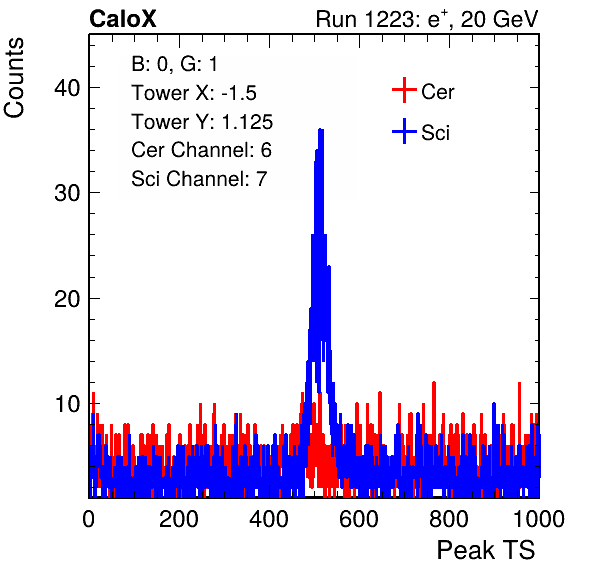 CaloX Run 1223: e⁺, 20 GeV
Counts
B: 0, G: 1
Tower X: -1.5
Tower Y: 1.125
Cer Channel: 6
Sci Channel: 7
Cer
Sci
40
30
20
10
0 200 400 600 800 1000
Peak TS